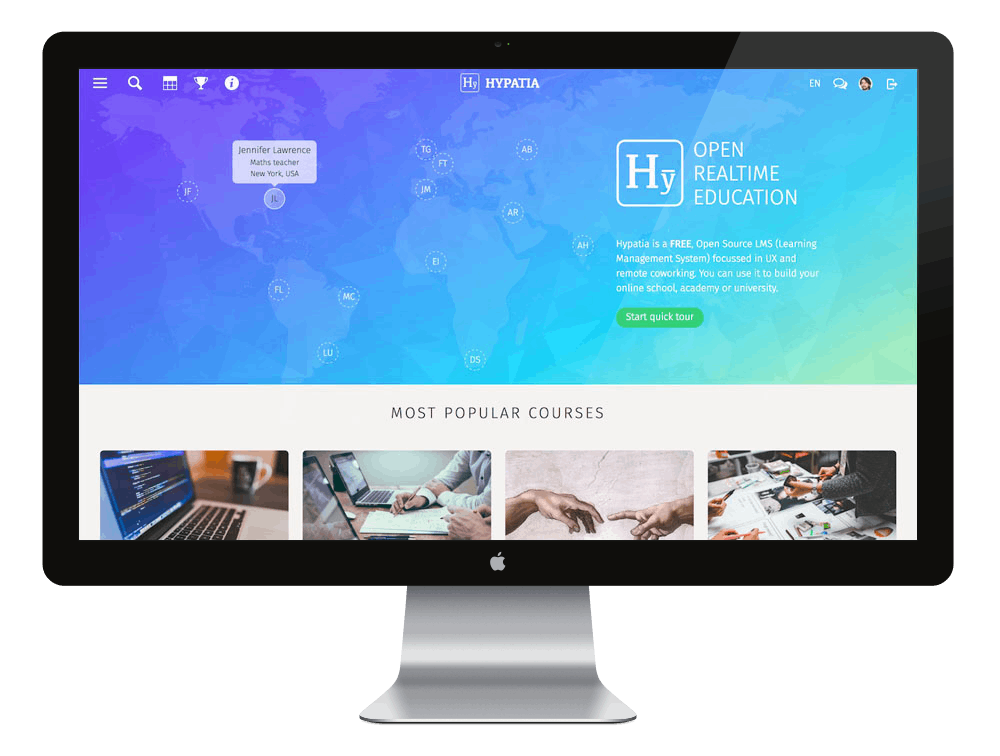 Hy HYPATIA
EN
Jennifer Lawrence
Maths teacher
New York, USA
JF
JL
TG
FT
AB
JM
AR
AH
EI
FL
MC
LU
DS
Hȳ
OPEN
REALTIME
EDUCATION
Hypatia is a FREE, Open Source LMS (Learning
Management System) focussed in UX and
remote coworking. You can use it to build your
online school, academy or university.
Start quick tour
MOST POPULAR COURSES